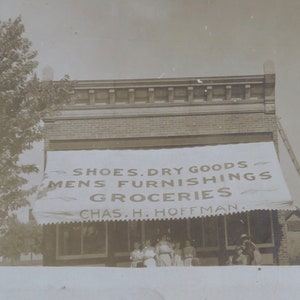 SHOES. DRY GOODS
MENS FURNISHINGS
GROCERIES
CHAS. H. HOFFMAN.